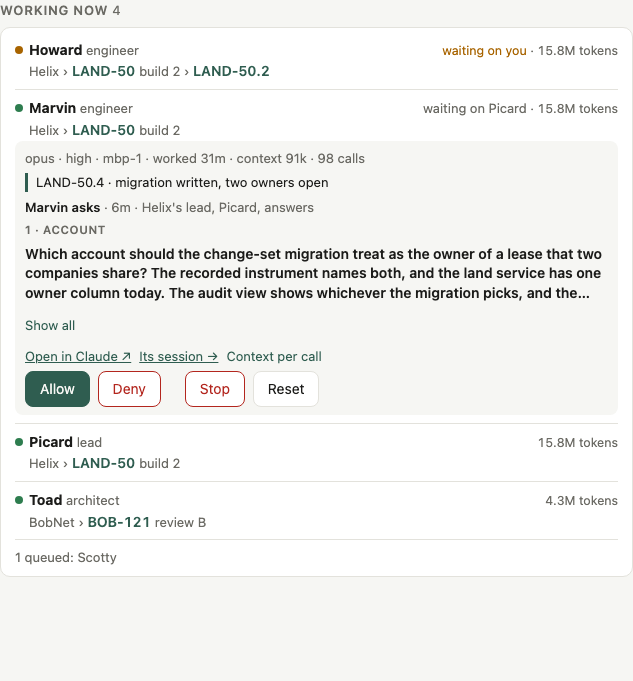 WORKING NOW 4
Howard engineer
waiting on you · 15.8M tokens
Helix › LAND-50 build 2 › LAND-50.2
Marvin engineer
waiting on Picard · 15.8M tokens
Helix › LAND-50 build 2
opus · high · mbp-1 · worked 31m · context 91k · 98 calls
LAND-50.4 · migration written, two owners open
Marvin asks · 6m · Helix's lead, Picard, answers
1 · ACCOUNT
Which account should the change-set migration treat as the owner of a lease that two
companies share? The recorded instrument names both, and the land service has one
owner column today. The audit view shows whichever the migration picks, and the...
Show all
Open in Claude ↗ Its session → Context per call
Allow Deny Stop Reset
Picard lead
15.8M tokens
Helix › LAND-50 build 2
Toad architect
4.3M tokens
BobNet › BOB-121 review B
1 queued: Scotty